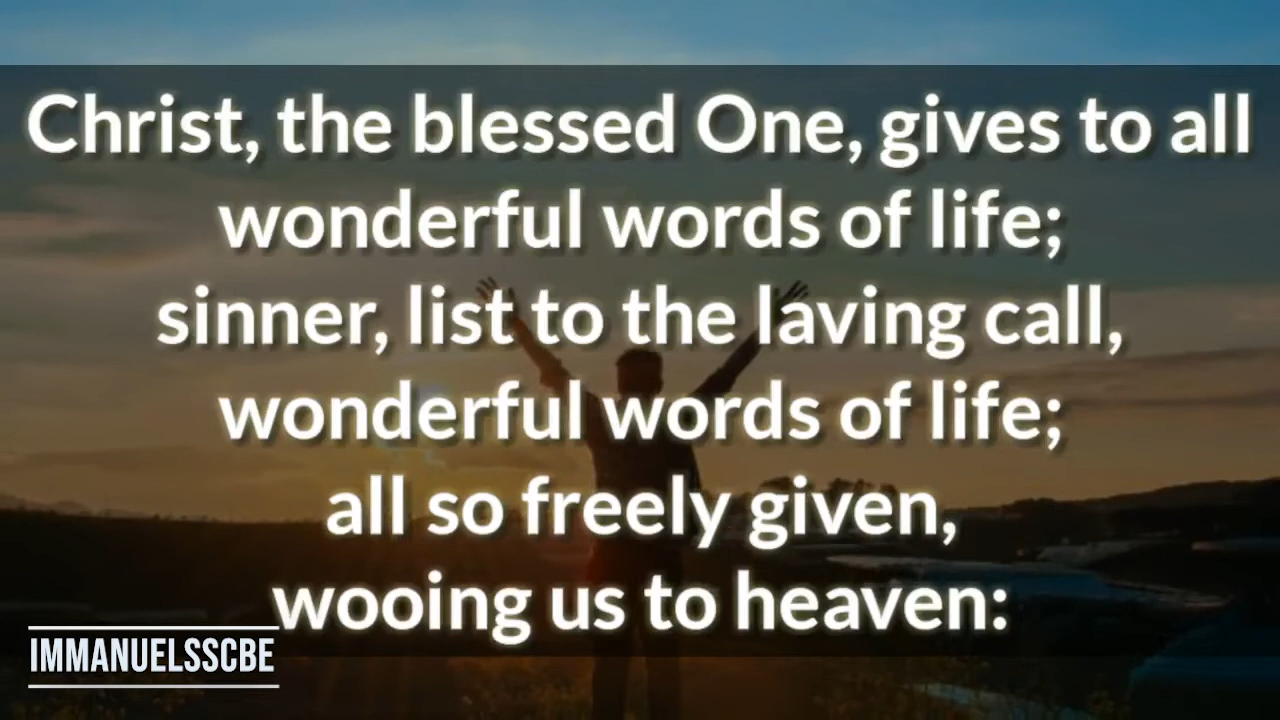 Christ, the blessed One, gives to all
wonderful words of life;
sinner, list to the laving call,
wonderful words of life;
all so freely given,
wooing us to heaven:
IMMANUELSSCBE